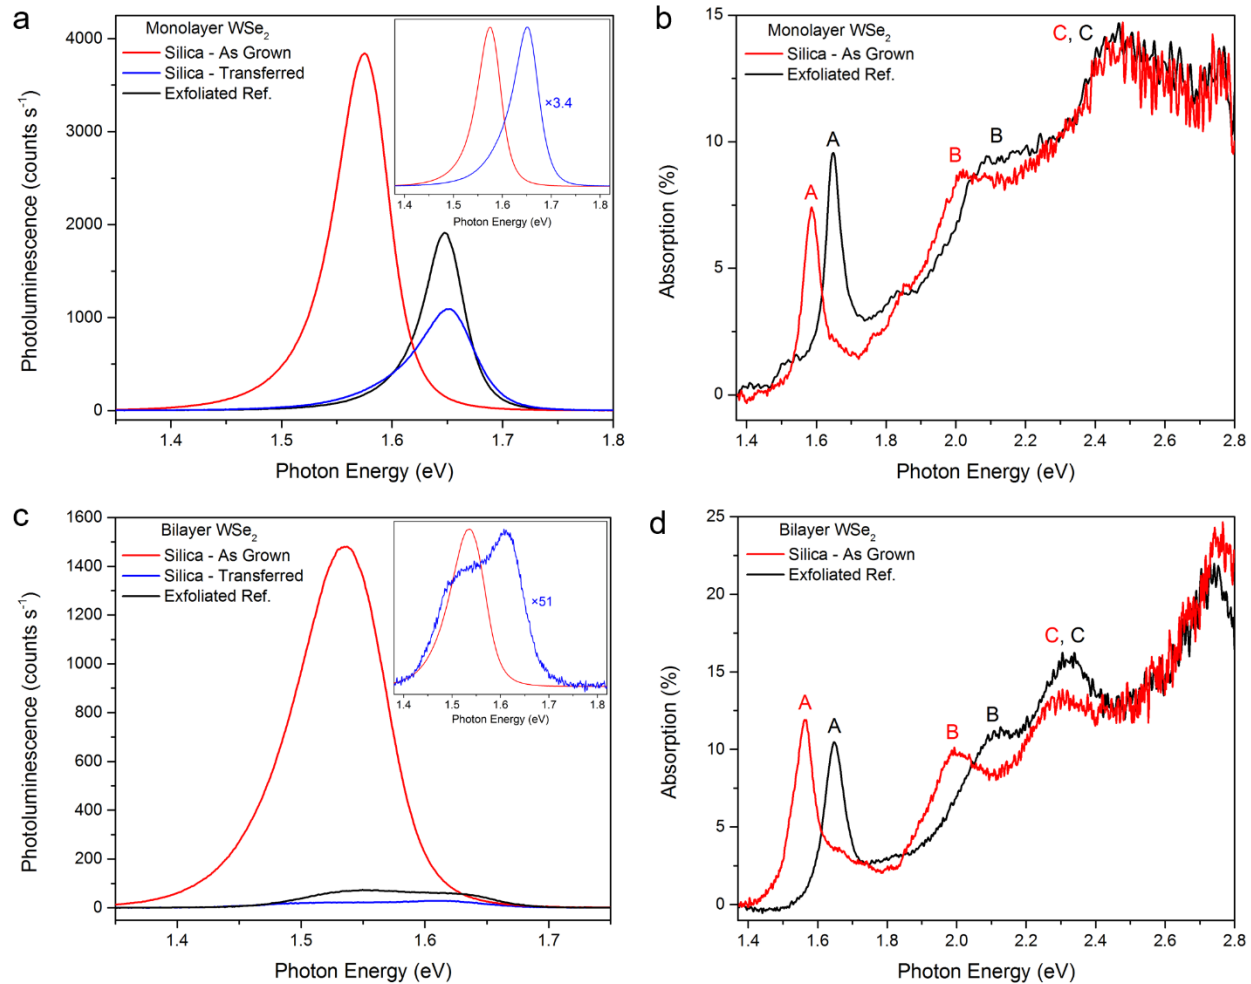 a
Monolayer WSe₂
Silica - As Grown
Silica - Transferred
Exfoliated Ref.
×3.4
1.4 1.5 1.6 1.7 1.8
Photon Energy (eV)
4000
3000
2000
1000
0
Photoluminescence (counts s⁻¹)
1.4 1.5 1.6 1.7 1.8
Photon Energy (eV)
b
Monolayer WSe₂
Silica - As Grown
Exfoliated Ref.
C, C
A
A
B
B
15
10
5
0
Absorption (%)
1.4 1.6 1.8 2.0 2.2 2.4 2.6 2.8
Photon Energy (eV)
c
Bilayer WSe₂
Silica - As Grown
Silica - Transferred
Exfoliated Ref.
×51
1.4 1.5 1.6 1.7 1.8
Photon Energy (eV)
1600
1400
1200
1000
800
600
400
200
0
Photoluminescence (counts s⁻¹)
1.4 1.5 1.6 1.7
Photon Energy (eV)
d
Bilayer WSe₂
Silica - As Grown
Exfoliated Ref.
C, C
A
A
B
B
25
20
15
10
5
0
Absorption (%)
1.4 1.6 1.8 2.0 2.2 2.4 2.6 2.8
Photon Energy (eV)